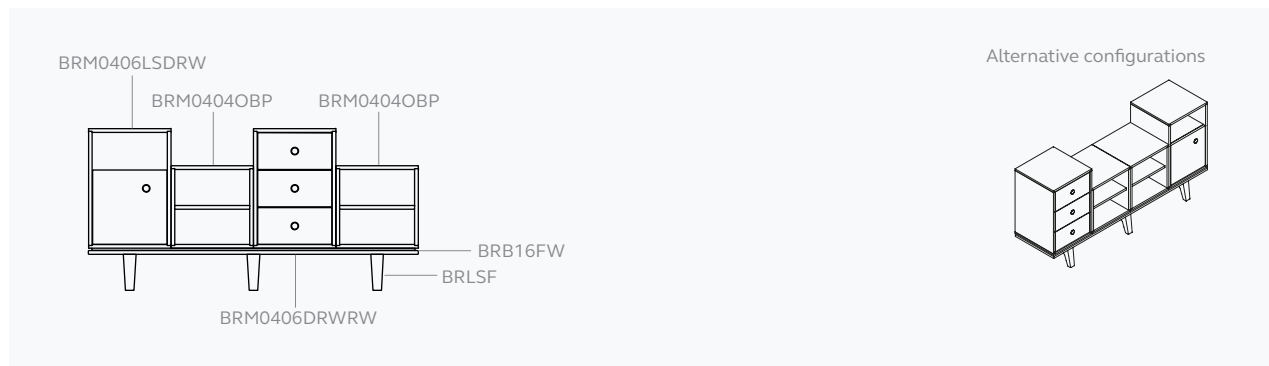 Alternative configurations
BRM0406LSDRW
BRM0404OBP
BRM0404OBP
BRB16FW
BRLSF
BRM0406DRWRW